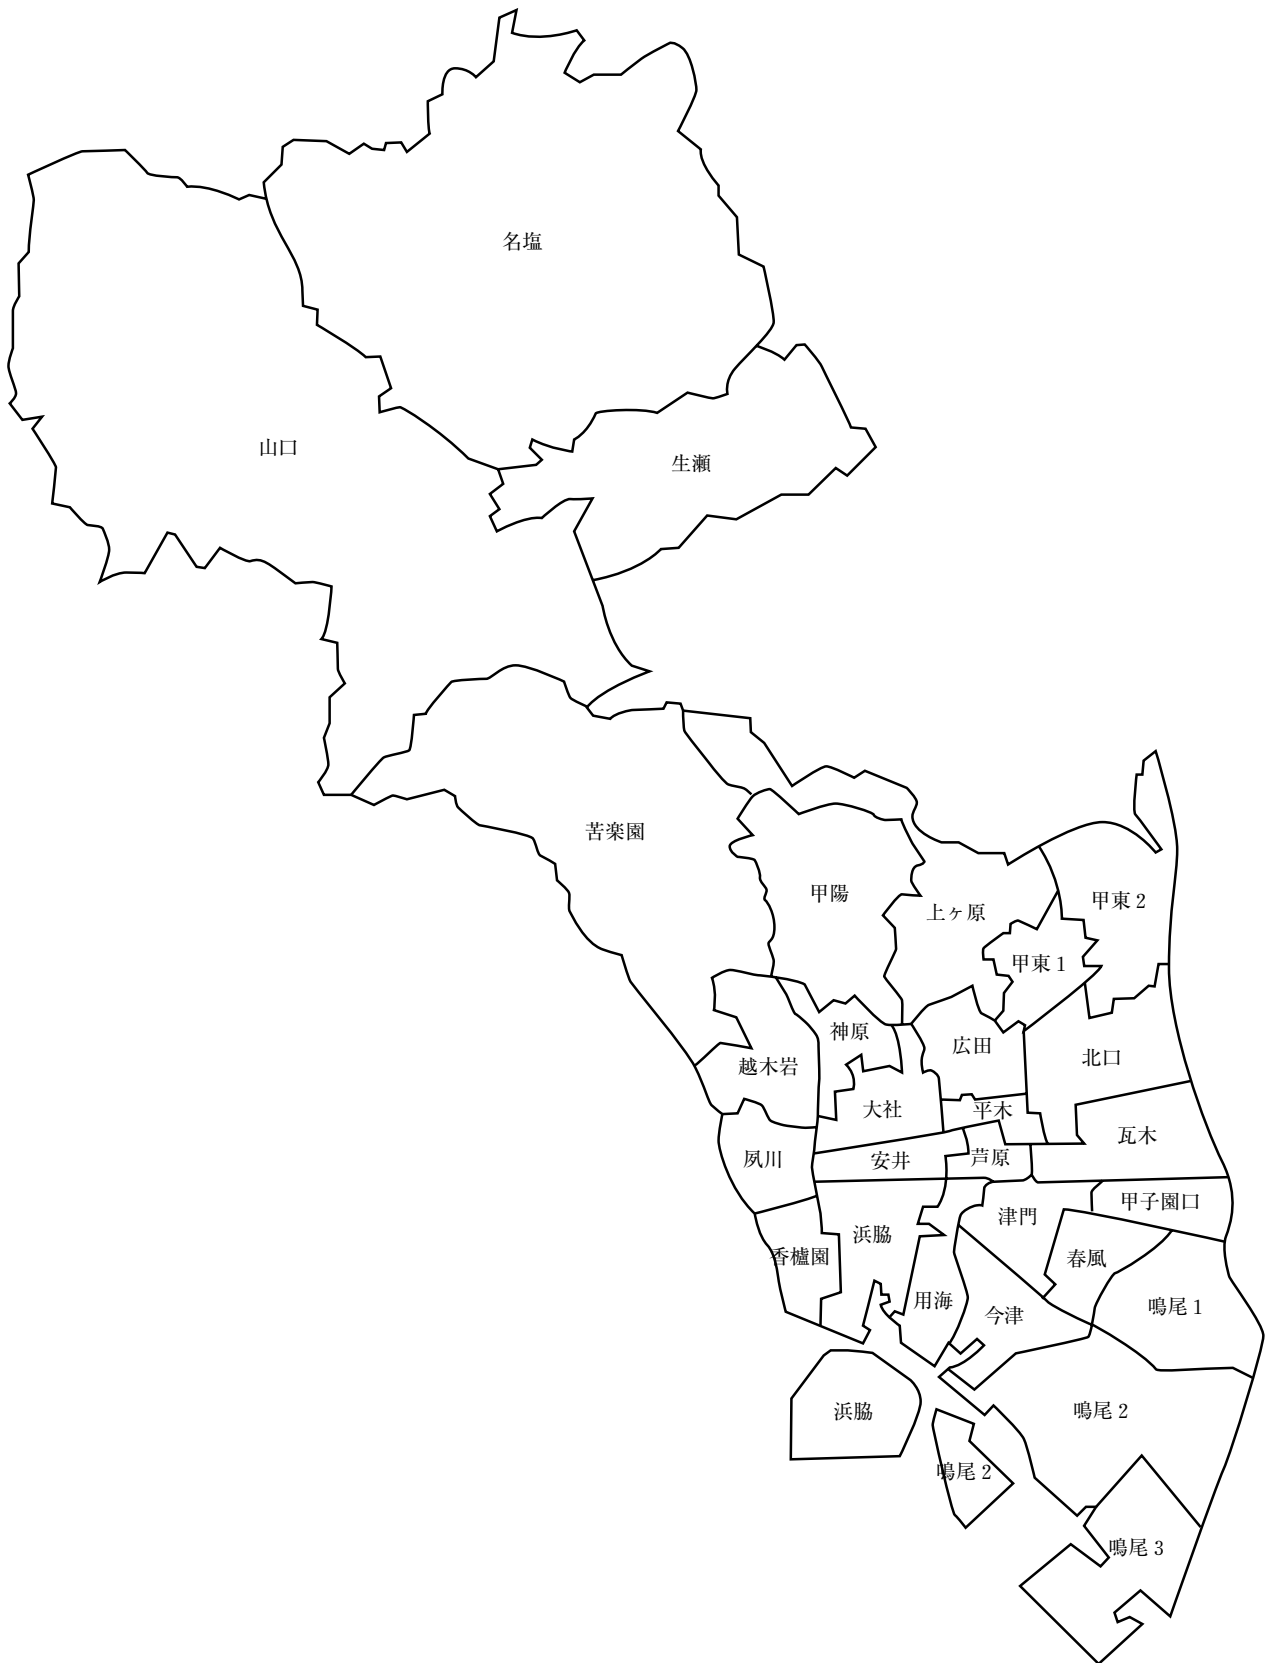 名塩
山口
生瀬
苦楽園
甲陽
上ヶ原
甲東 2
甲東 1
神原
広田
北口
越木岩
大社
平木
瓦木
夙川
安井
芦原
甲子園口
津門
浜脇
春風
香櫨園
用海
今津
鳴尾 1
浜脇
鳴尾 2
鳴尾 2
鳴尾 3